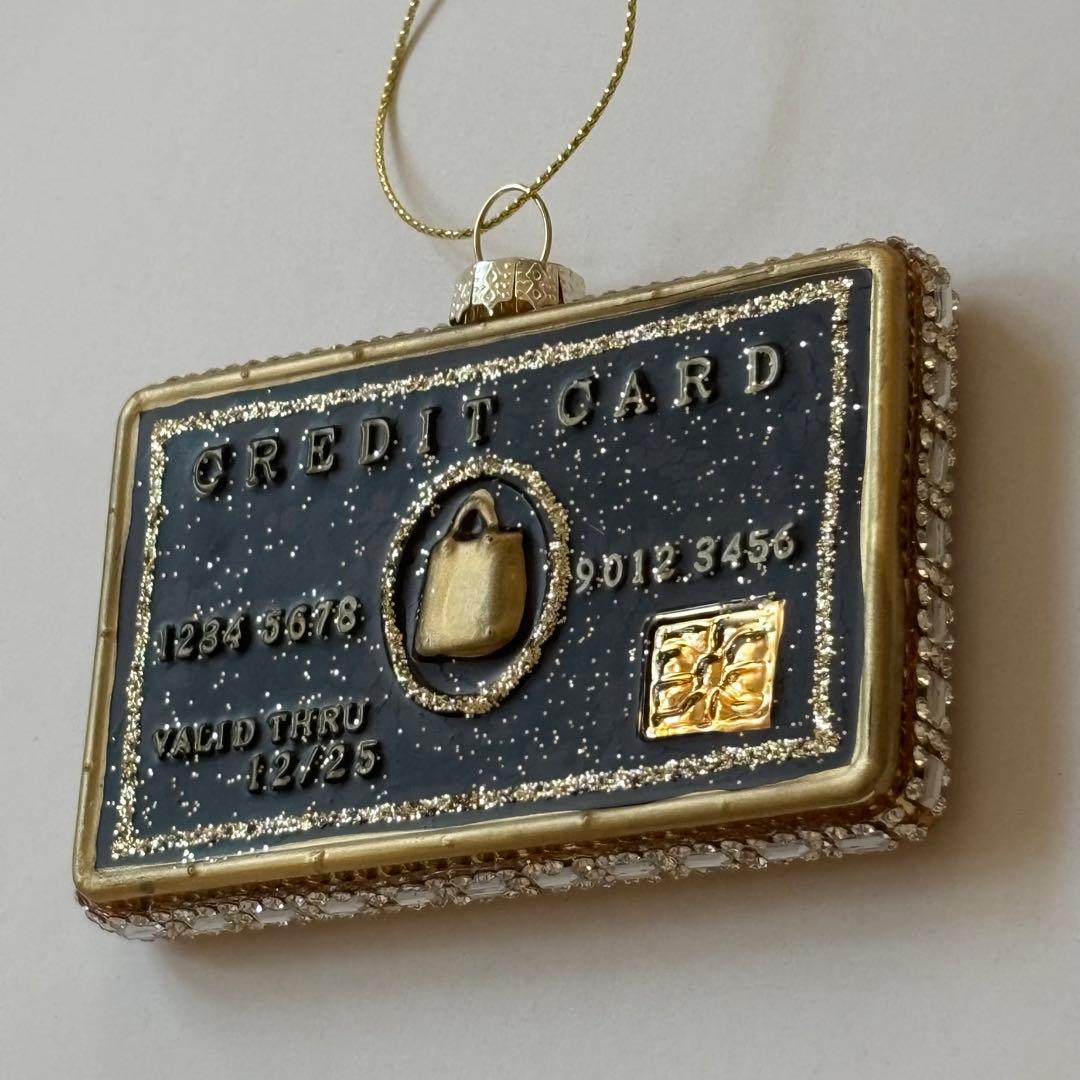 CREDIT CARD
1234 5678 9012 3456
VALID THRU
12/25